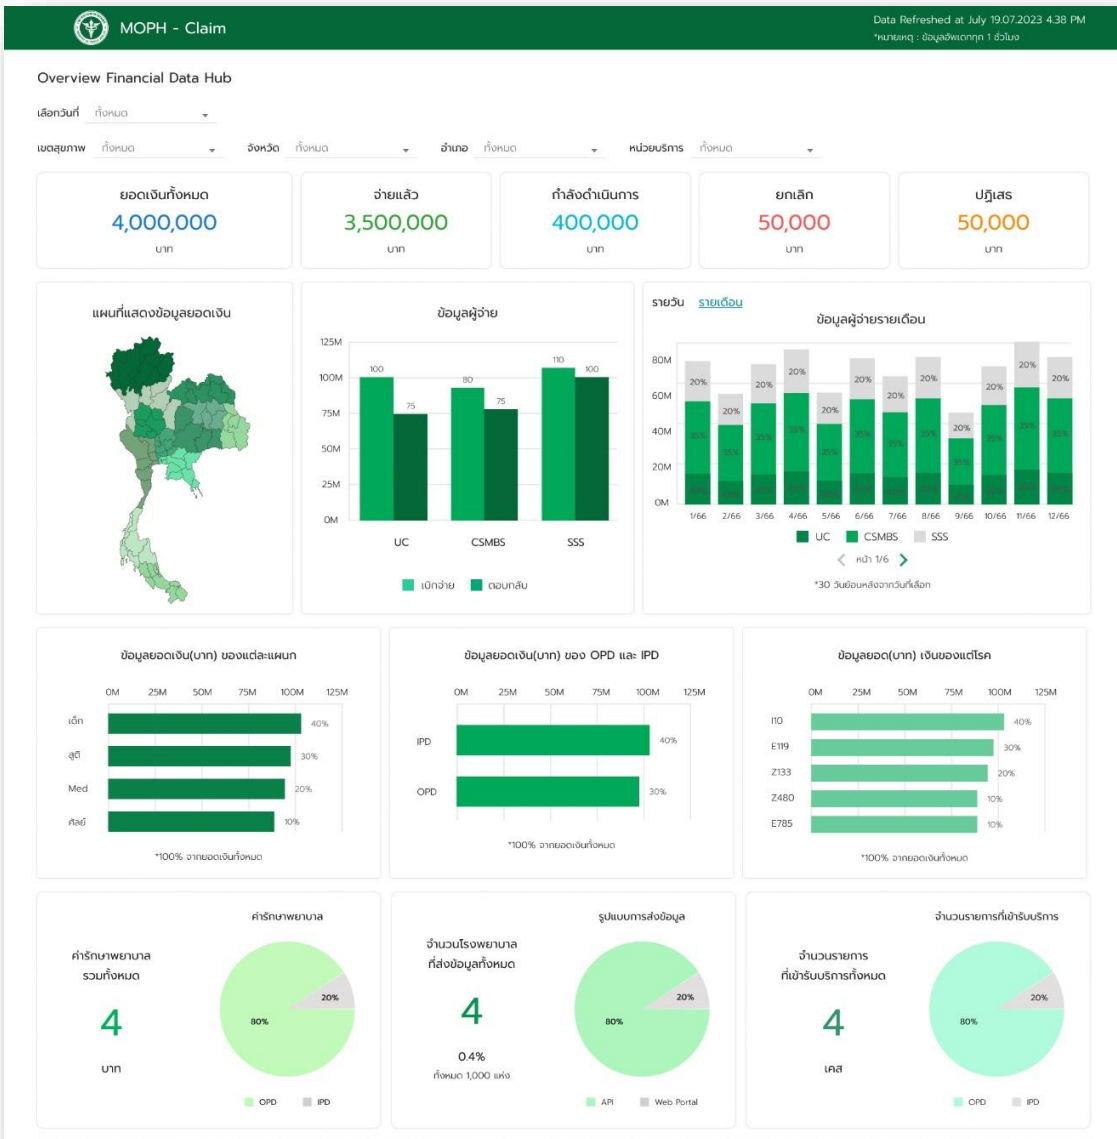 MOPH - Claim
Data Refreshed at July 19.07.2023 4.38 PM
*หมายเหตุ : ข้อมูลอัพเดททุก 1 ชั่วโมง
Overview Financial Data Hub
เลือกวันที่ ทั้งหมด
เขตสุขภาพ ทั้งหมด จังหวัด ทั้งหมด อำเภอ ทั้งหมด หน่วยบริการ ทั้งหมด
ยอดเงินทั้งหมด
4,000,000
บาท
จ่ายแล้ว
3,500,000
บาท
กำลังดำเนินการ
400,000
บาท
ยกเลิก
50,000
บาท
ปฏิเสธ
50,000
บาท
แผนที่แสดงข้อมูลยอดเงิน
ข้อมูลผู้จ่าย
125M
100M
75M
50M
25M
0M
100
75
80
75
110
100
UC CSMBS SSS
เบิกจ่าย ตอบกลับ
รายวัน รายเดือน
ข้อมูลผู้จ่ายรายเดือน
80M
60M
40M
20M
0M
20% 20% 20% 20% 20% 20% 20% 20% 20% 20% 20% 20%
35% 35% 35% 35% 35% 35% 35% 35% 35% 35% 35% 35%
1/66 2/66 3/66 4/66 5/66 6/66 7/66 8/66 9/66 10/66 11/66 12/66
UC CSMBS SSS
หน้า 1/6
*30 วันย้อนหลังจากวันที่เลือก
ข้อมูลยอดเงิน(บาท) ของแต่ละแผนก
0M 25M 50M 75M 100M 125M
เด็ก 40%
สูติ 30%
Med 20%
ศัลย์ 10%
*100% จากยอดเงินทั้งหมด
ข้อมูลยอดเงิน(บาท) ของ OPD และ IPD
0M 25M 50M 75M 100M 125M
IPD 40%
OPD 30%
*100% จากยอดเงินทั้งหมด
ข้อมูลยอด(บาท) เงินของแต่โรค
0M 25M 50M 75M 100M 125M
I10 40%
E119 30%
Z133 20%
Z480 10%
E785 10%
*100% จากยอดเงินทั้งหมด
ค่ารักษาพยาบาล
รวมทั้งหมด
4
บาท
ค่ารักษาพยาบาล
20%
80%
OPD IPD
จำนวนโรงพยาบาล
ที่ส่งข้อมูลทั้งหมด
4
0.4%
ทั้งหมด 1,000 แห่ง
รูปแบบการส่งข้อมูล
20%
80%
API Web Portal
จำนวนรายการ
ที่เข้ารับบริการทั้งหมด
4
เคส
จำนวนรายการที่เข้ารับบริการ
20%
80%
OPD IPD